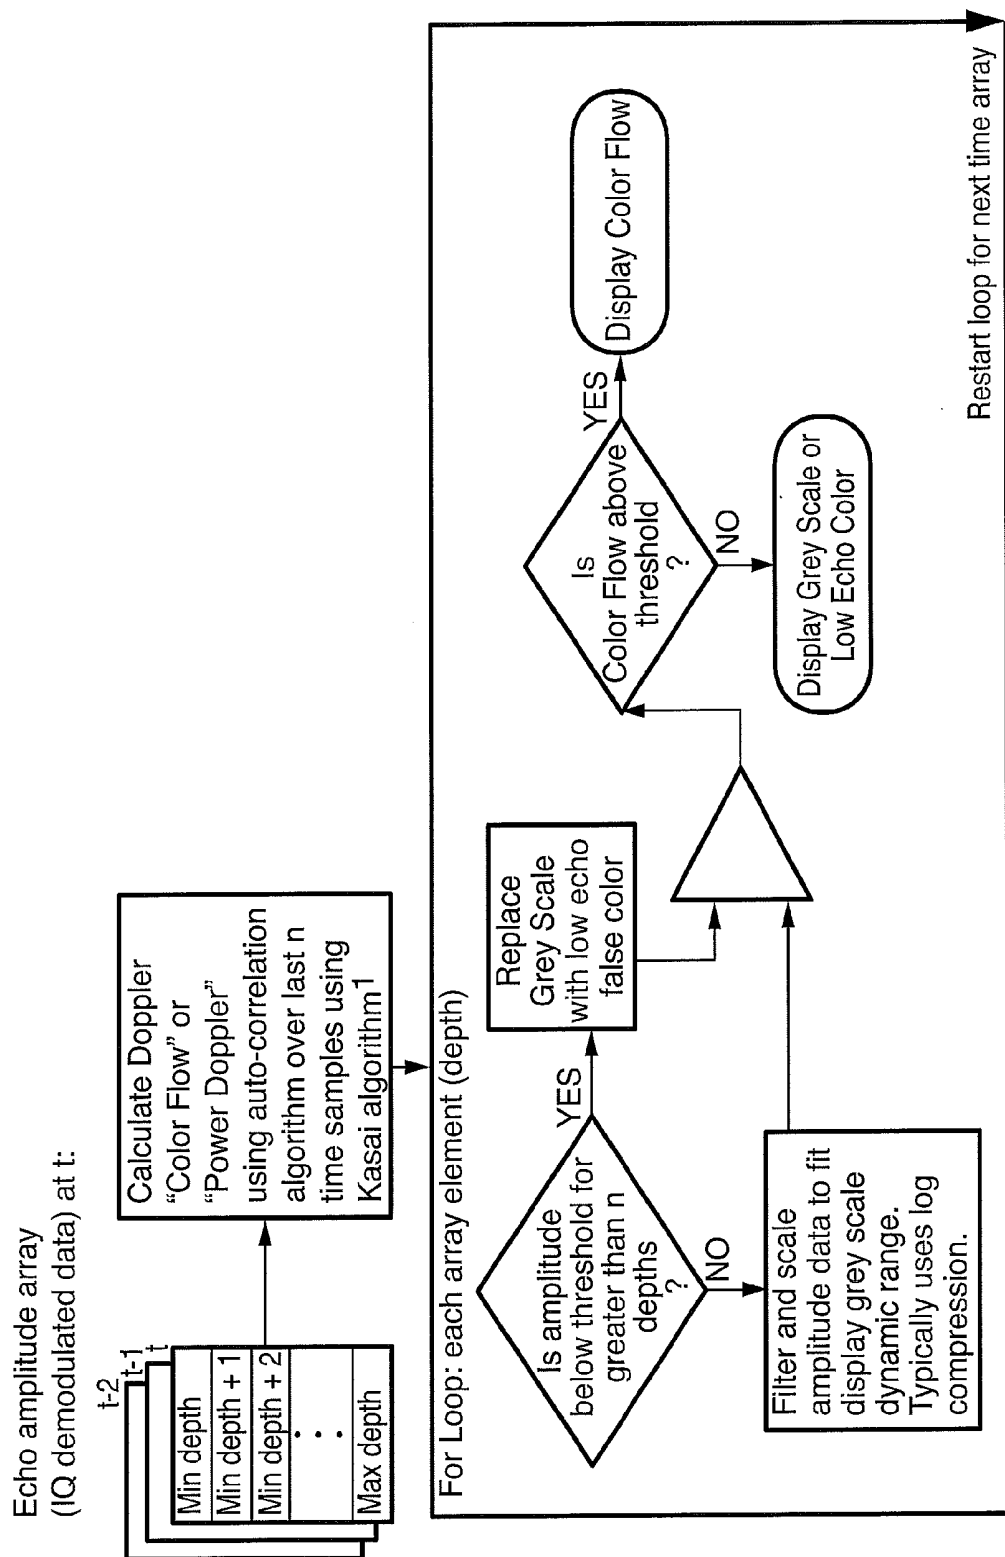 Echo amplitude array
(IQ demodulated data) at t:
t-2
t-1
t
Min depth
Min depth + 1
Min depth + 2
. . .
Max depth
Calculate Doppler
“Color Flow” or
“Power Doppler”
using auto-correlation
algorithm over last n
time samples using
Kasai algorithm1
For Loop: each array element (depth)
Is amplitude
below threshold for
greater than n
depths
?
YES
NO
Replace
Grey Scale
with low echo
false color
Filter and scale
amplitude data to fit
display grey scale
dynamic range.
Typically uses log
compression.
Is
Color Flow above
threshold
?
YES
NO
Display Color Flow
Display Grey Scale or
Low Echo Color
Restart loop for next time array